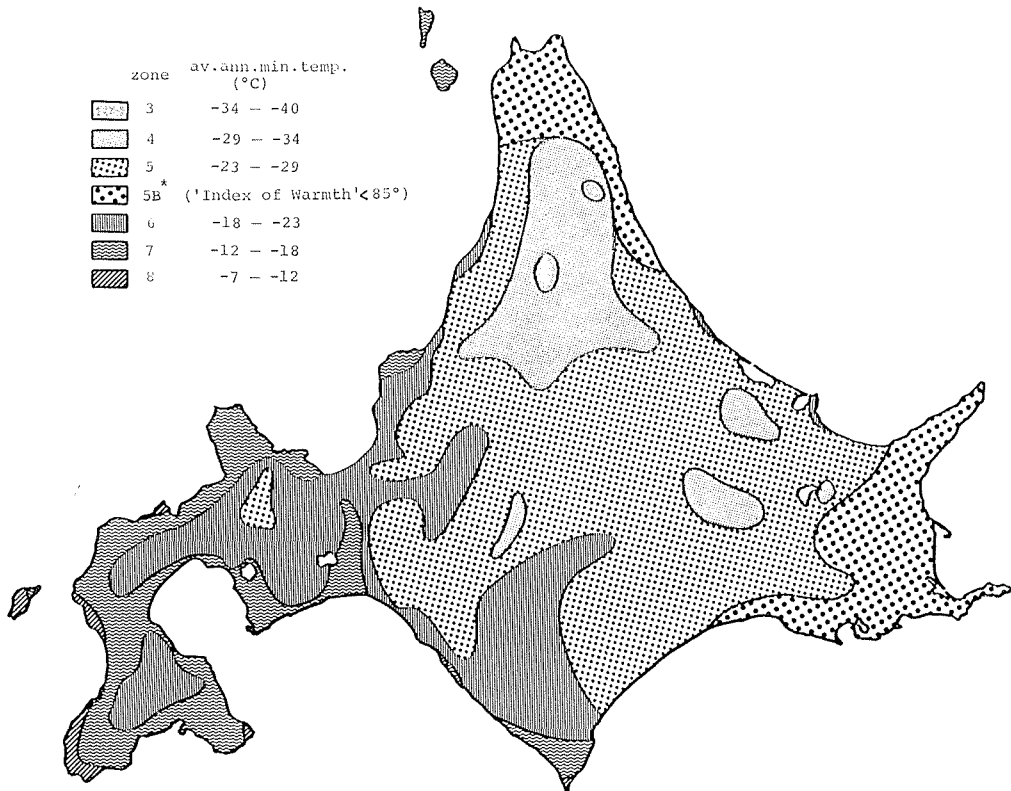 zone av.ann.min.temp.
(°C)
3 -34 — -40
4 -29 — -34
5 -23 — -29
5B* ('Index of Warmth'< 85°)
6 -18 — -23
7 -12 — -18
8 -7 — -12